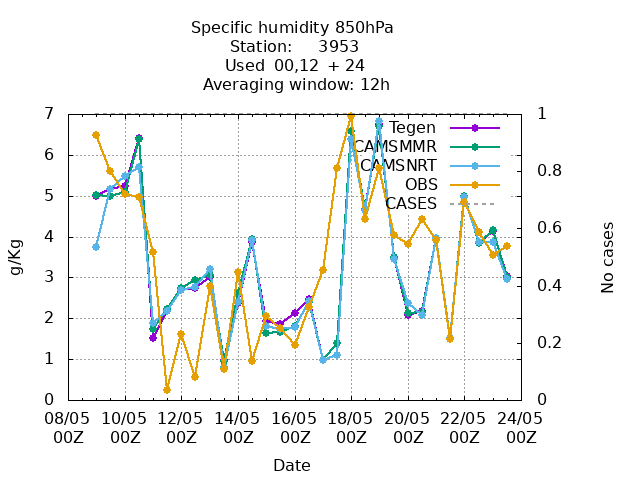 Specific humidity 850hPa
Station: 3953
Used 00,12 + 24
Averaging window: 12h
7
6
5
4
3
2
1
0
g/Kg
1
0.8
0.6
0.4
0.2
0
No cases
Tegen
CAMSMMR
CAMSNRT
OBS
CASES
08/05 10/05 12/05 14/05 16/05 18/05 20/05 22/05 24/05
00Z 00Z 00Z 00Z 00Z 00Z 00Z 00Z 00Z
Date